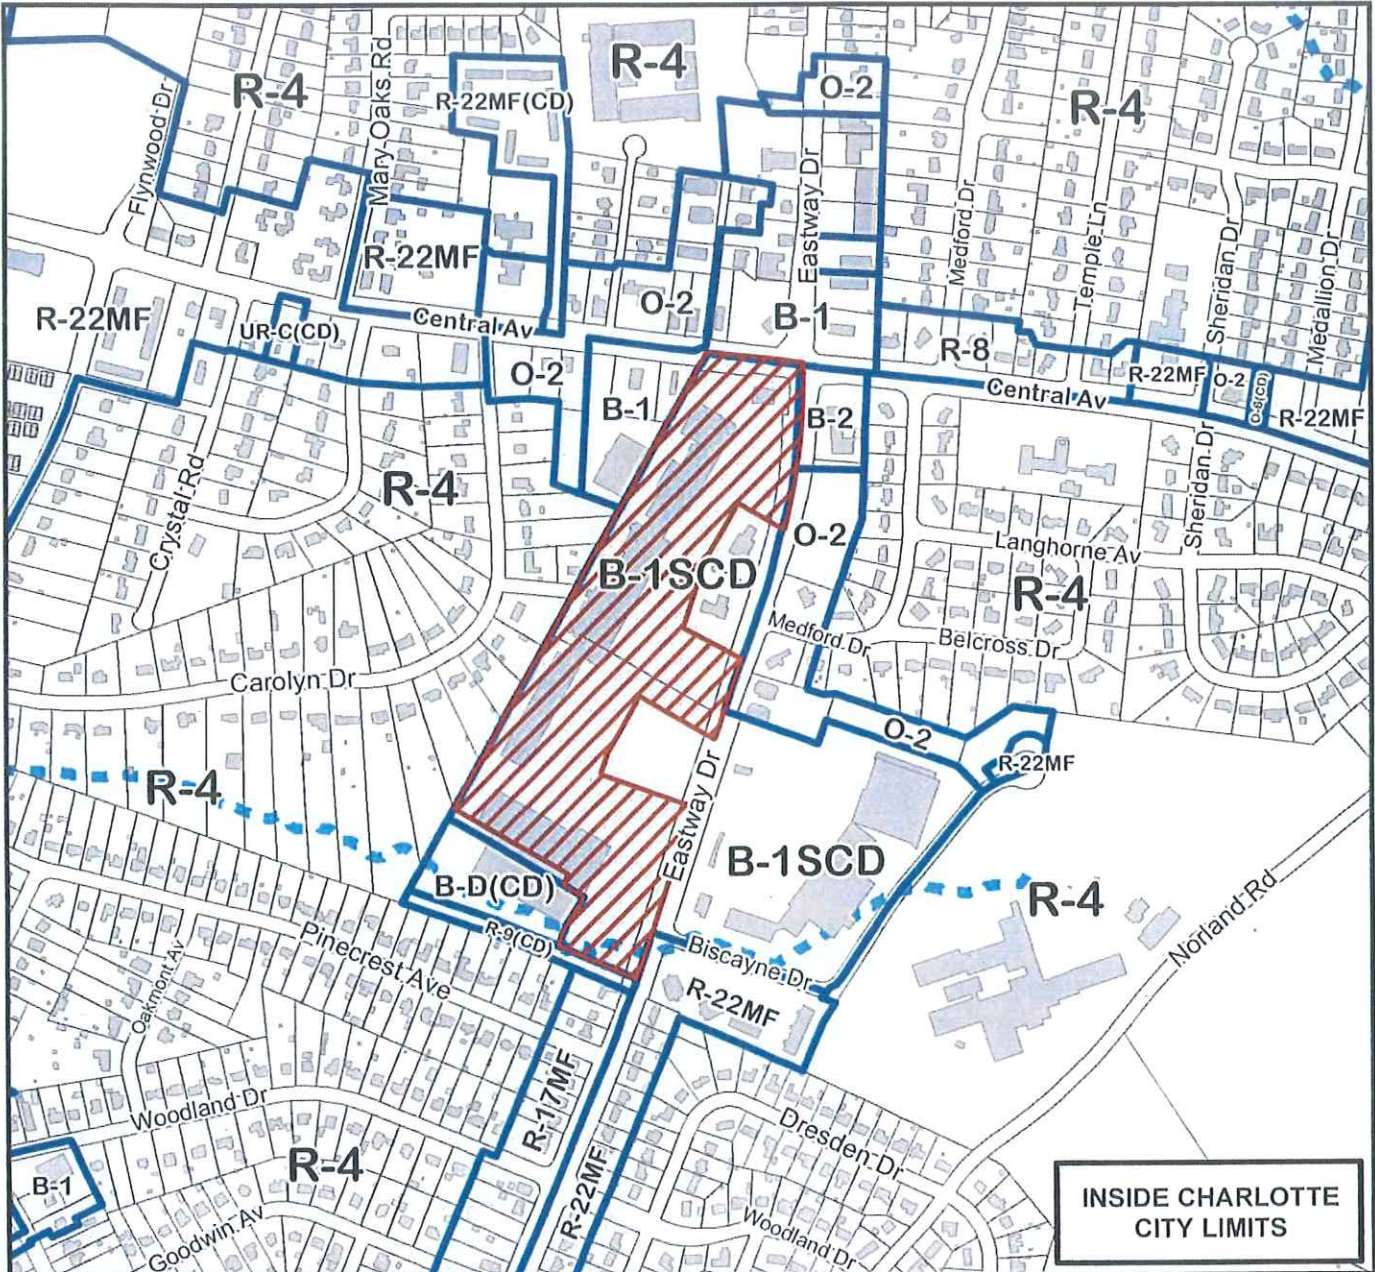 R-4
R-4
Mary Oaks Rd
R-22MF(CD)
O-2
R-4
Flynwood Dr
Eastway Dr
Medford Dr
Temple Ln
Sheridan Dr
Medallion Dr
R-22MF
R-22MF
UR-C(CD)
Central Av
O-2
B-1
R-8
O-2
B-1
B-2
R-22MF
O-2
O-6(CD)
R-22MF
Central Av
R-4
Crystal Rd
Sheridan Dr
O-2
Langhorne Av
B-1SCD
R-4
Medford Dr
Belcross Dr
Carolyn Dr
O-2
R-22MF
R-4
Eastway Dr
B-1SCD
B-D(CD)
R-4
R-9(CD)
Pinecrest Ave
Biscayne Dr
Norland Rd
Oakmont Av
R-22MF
Woodland Dr
R-17MF
Dresden Dr
R-4
B-1
R-22MF
INSIDE CHARLOTTE
CITY LIMITS
Goodwin Av
Woodland Dr